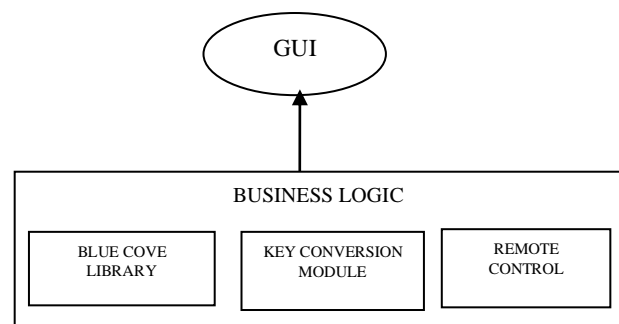 GUI
BUSINESS LOGIC
BLUE COVE
LIBRARY
KEY CONVERSION
MODULE
REMOTE
CONTROL